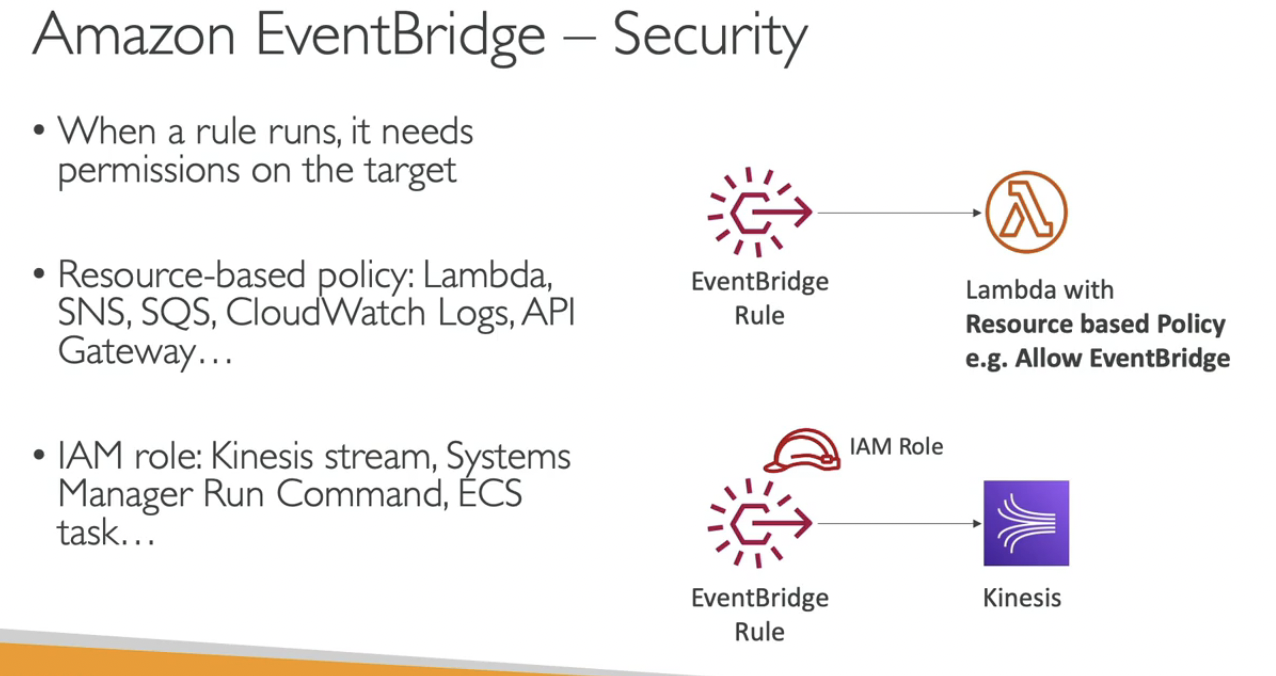 Amazon EventBridge – Security
• When a rule runs, it needs
permissions on the target
• Resource-based policy: Lambda,
SNS, SQS, CloudWatch Logs, API
Gateway…
• IAM role: Kinesis stream, Systems
Manager Run Command, ECS
task…
EventBridge
Rule
Lambda with
Resource based Policy
e.g. Allow EventBridge
IAM Role
EventBridge
Rule
Kinesis